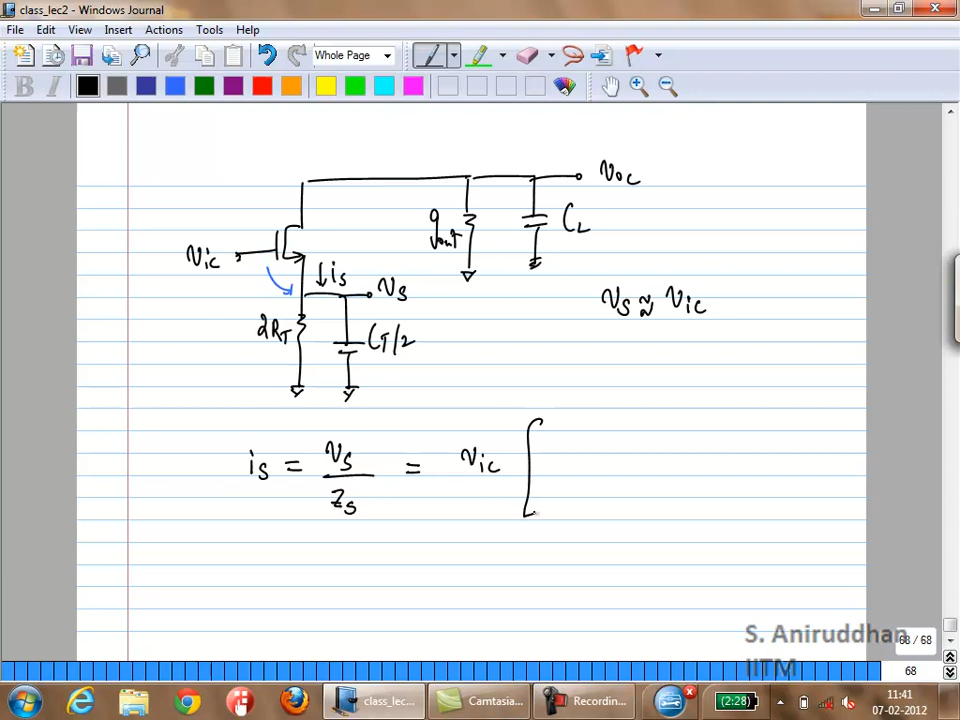 class_lec2 - Windows Journal
File Edit View Insert Actions Tools Help
Whole Page
B I
Voc
gout
CL
Vic
is
Vs
2RT
CT/2
Vs ≈ Vic
is = Vs/Zs = Vic [
S. Aniruddhan
IITM
68 / 68
68
class_lec... Camtasia... Recordin... (2:28) 11:41
07-02-2012